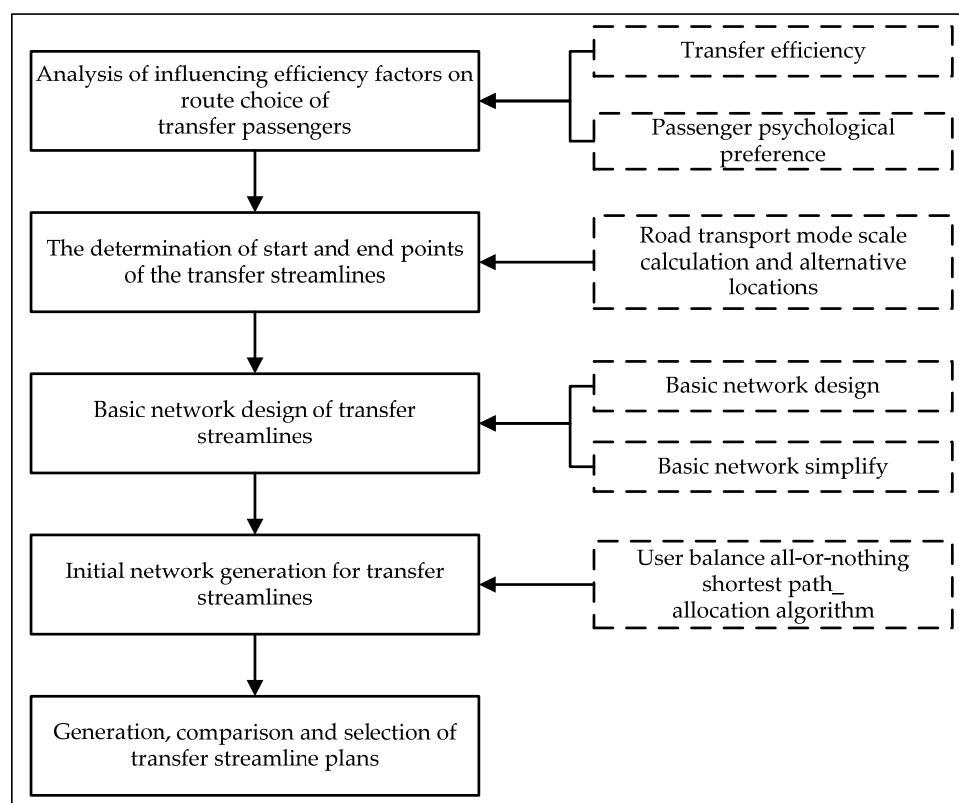 Analysis of influencing efficiency factors on
route choice of
transfer passengers
Transfer efficiency
Passenger psychological
preference
The determination of start and end points
of the transfer streamlines
Road transport mode scale
calculation and alternative
locations
Basic network design of transfer
streamlines
Basic network design
Basic network simplify
Initial network generation for transfer
streamlines
User balance all-or-nothing
shortest path_
allocation algorithm
Generation, comparison and selection of
transfer streamline plans